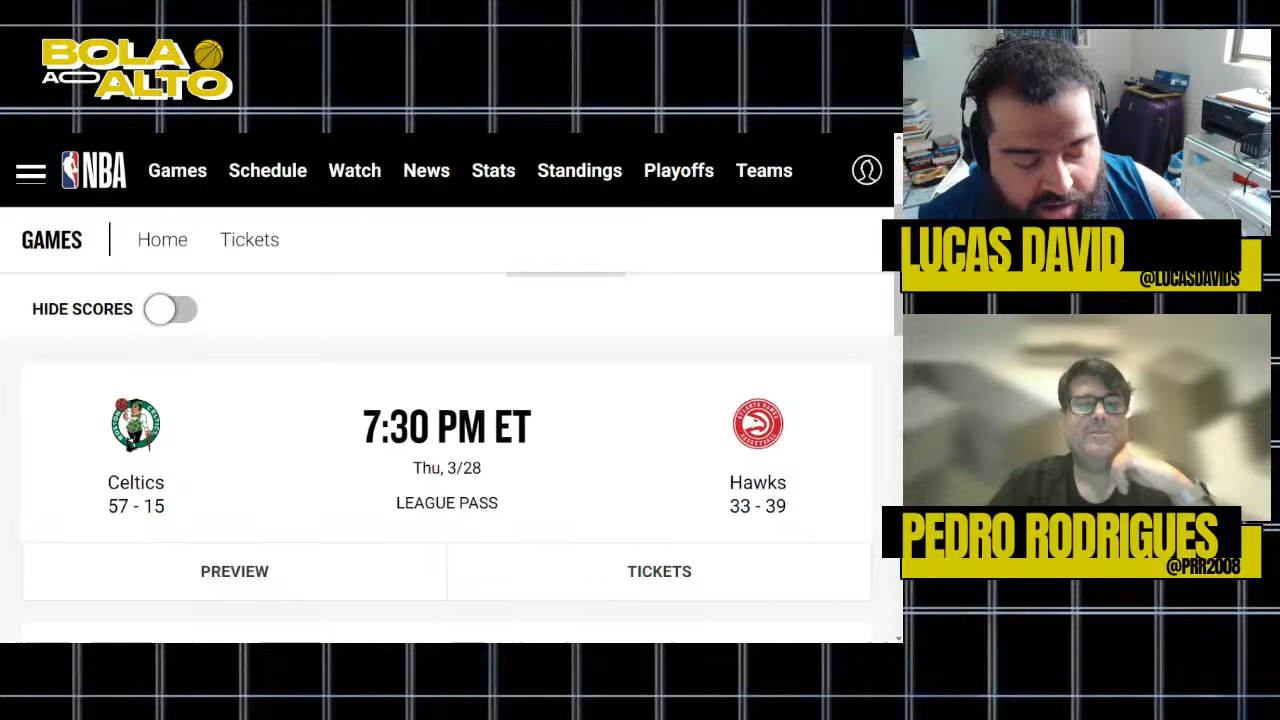 BOLA
AO
ALTO
NBA
Games
Schedule
Watch
News
Stats
Standings
Playoffs
Teams
GAMES
Home
Tickets
HIDE SCORES
Celtics
57 - 15
7:30 PM ET
Thu, 3/28
LEAGUE PASS
Hawks
33 - 39
PREVIEW
TICKETS
LUCAS DAVID
@LUCASDAVIDS
PEDRO RODRIGUES
@PRR2008